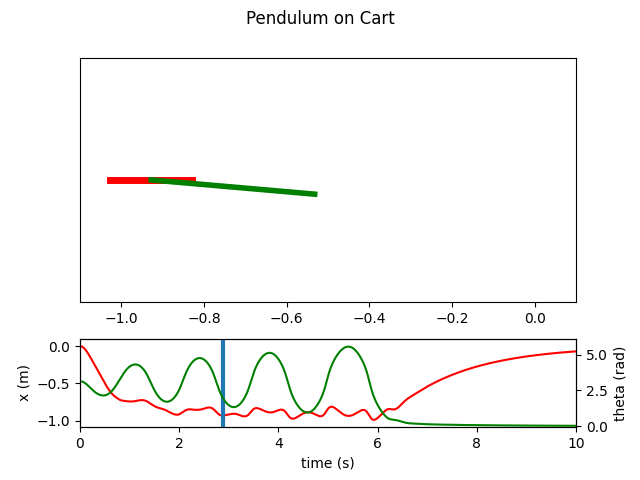 Pendulum on Cart
−1.0 −0.8 −0.6 −0.4 −0.2 0.0
0.0 5.0
−0.5 2.5
−1.0 0.0
x (m) theta (rad)
0 2 4 6 8 10
time (s)